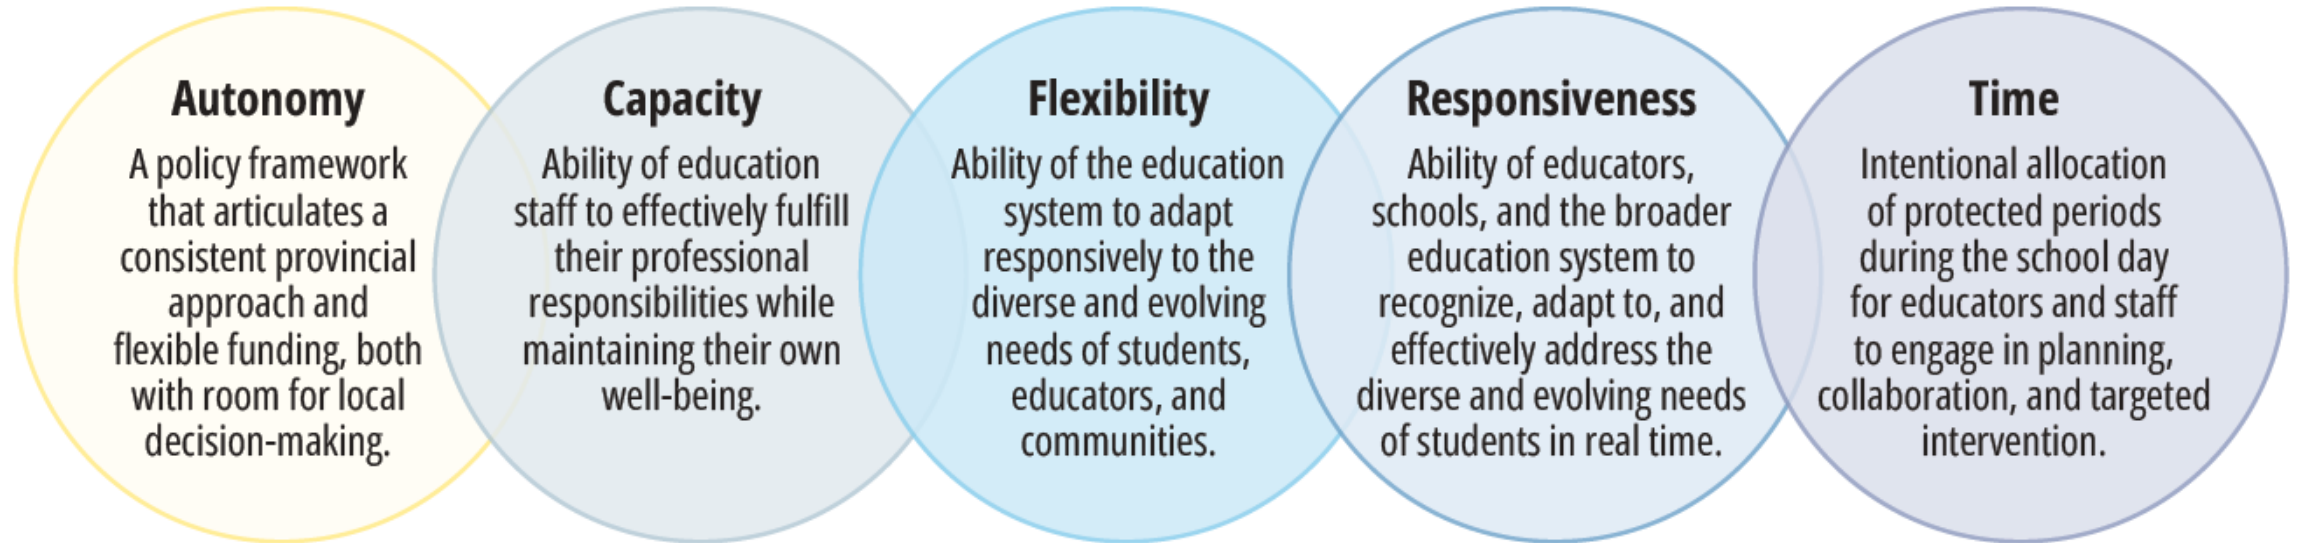 Autonomy
A policy framework
that articulates a
consistent provincial
approach and
flexible funding, both
with room for local
decision-making.
Capacity
Ability of education
staff to effectively fulfill
their professional
responsibilities while
maintaining their own
well-being.
Flexibility
Ability of the education
system to adapt
responsively to the
diverse and evolving
needs of students,
educators, and
communities.
Responsiveness
Ability of educators,
schools, and the broader
education system to
recognize, adapt to, and
effectively address the
diverse and evolving needs
of students in real time.
Time
Intentional allocation
of protected periods
during the school day
for educators and staff
to engage in planning,
collaboration, and targeted
intervention.